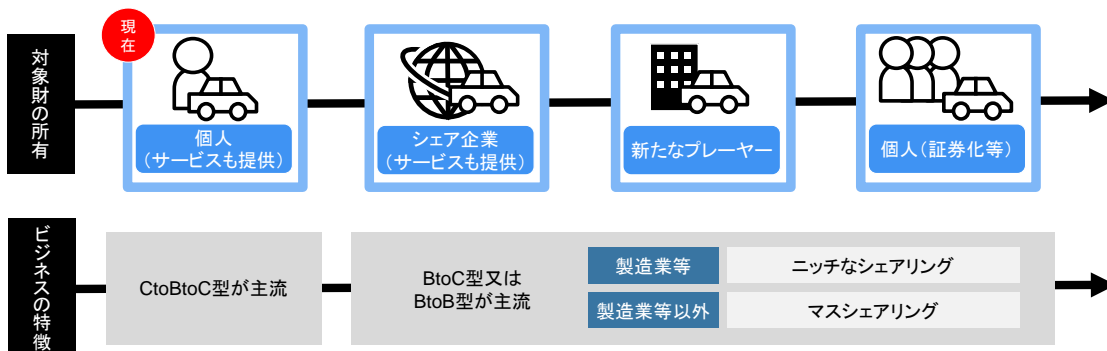 対象財の所有
現在
個人
（サービスも提供）
シェア企業
（サービスも提供）
新たなプレーヤー
個人（証券化等）
ビジネスの特徴
CtoBtoC型が主流
BtoC型又は
BtoB型が主流
製造業等
ニッチなシェアリング
製造業等以外
マスシェアリング